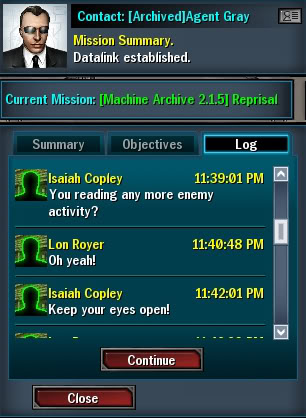 Contact: [Archived]Agent Gray
Mission Summary.
Datalink established.
Current Mission: [Machine Archive 2.1.5] Reprisal
Summary
Objectives
Log
Isaiah Copley 11:39:01 PM
You reading any more enemy
activity?
Lon Royer 11:40:48 PM
Oh yeah!
Isaiah Copley 11:42:01 PM
Keep your eyes open!
Continue
Close